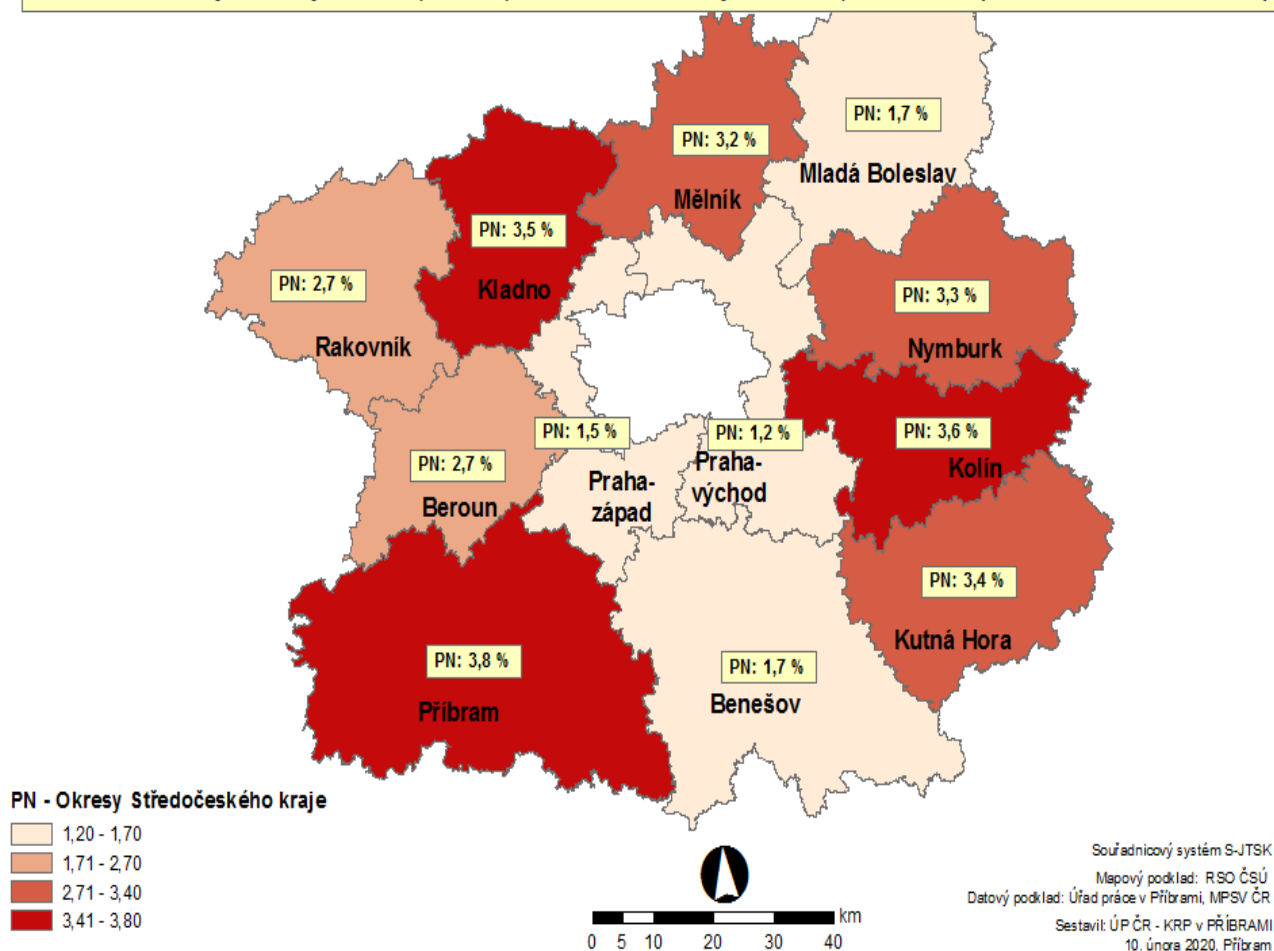 PN: 1,7 %
Mladá Boleslav
PN: 3,2 %
Mělník
PN: 3,5 %
Kladno
PN: 2,7 %
Rakovník
PN: 3,3 %
Nymburk
PN: 1,5 %
Praha-
západ
PN: 1,2 %
Praha-
východ
PN: 3,6 %
Kolín
PN: 2,7 %
Beroun
PN: 3,4 %
Kutná Hora
PN: 3,8 %
Příbram
PN: 1,7 %
Benešov
PN - Okresy Středočeského kraje
1,20 - 1,70
1,71 - 2,70
2,71 - 3,40
3,41 - 3,80
km
0 5 10 20 30 40
Souřadnicový systém S-JTSK
Mapový podklad: RSO ČSÚ
Datový podklad: Úřad práce v Příbrami, MPSV ČR
Sestavil: ÚP ČR - KRP v PŘÍBRAMI
10. února 2020, Příbram